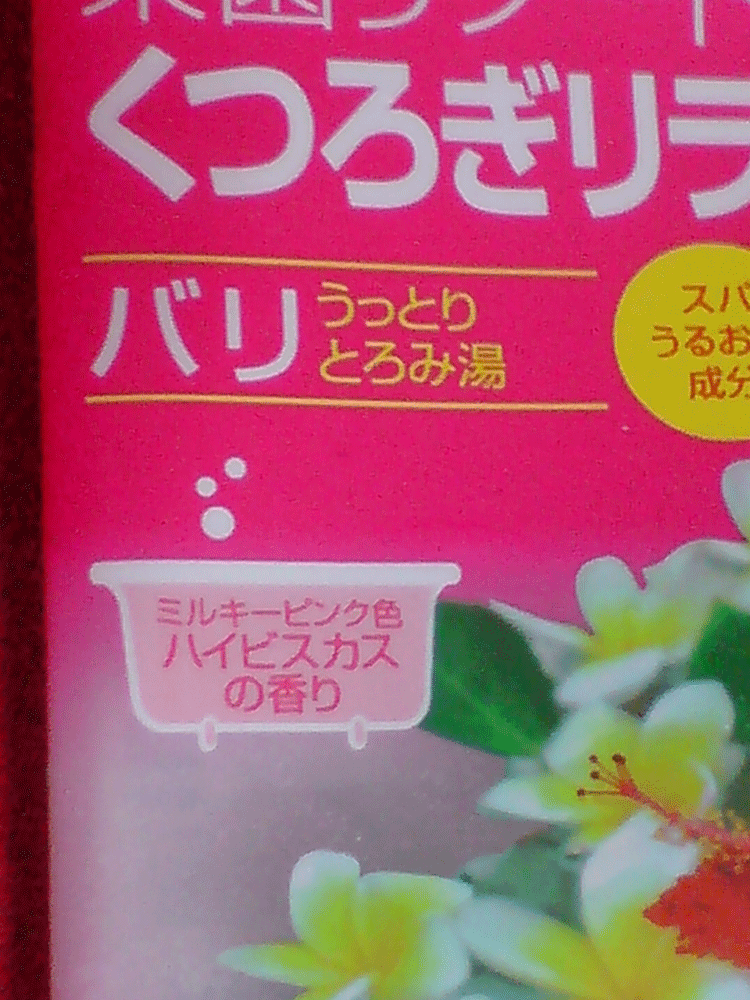 くつろぎリラ
バリ
うっとり
とろみ湯
スパ
うるお
成分
ミルキーピンク色
ハイビスカス
の香り